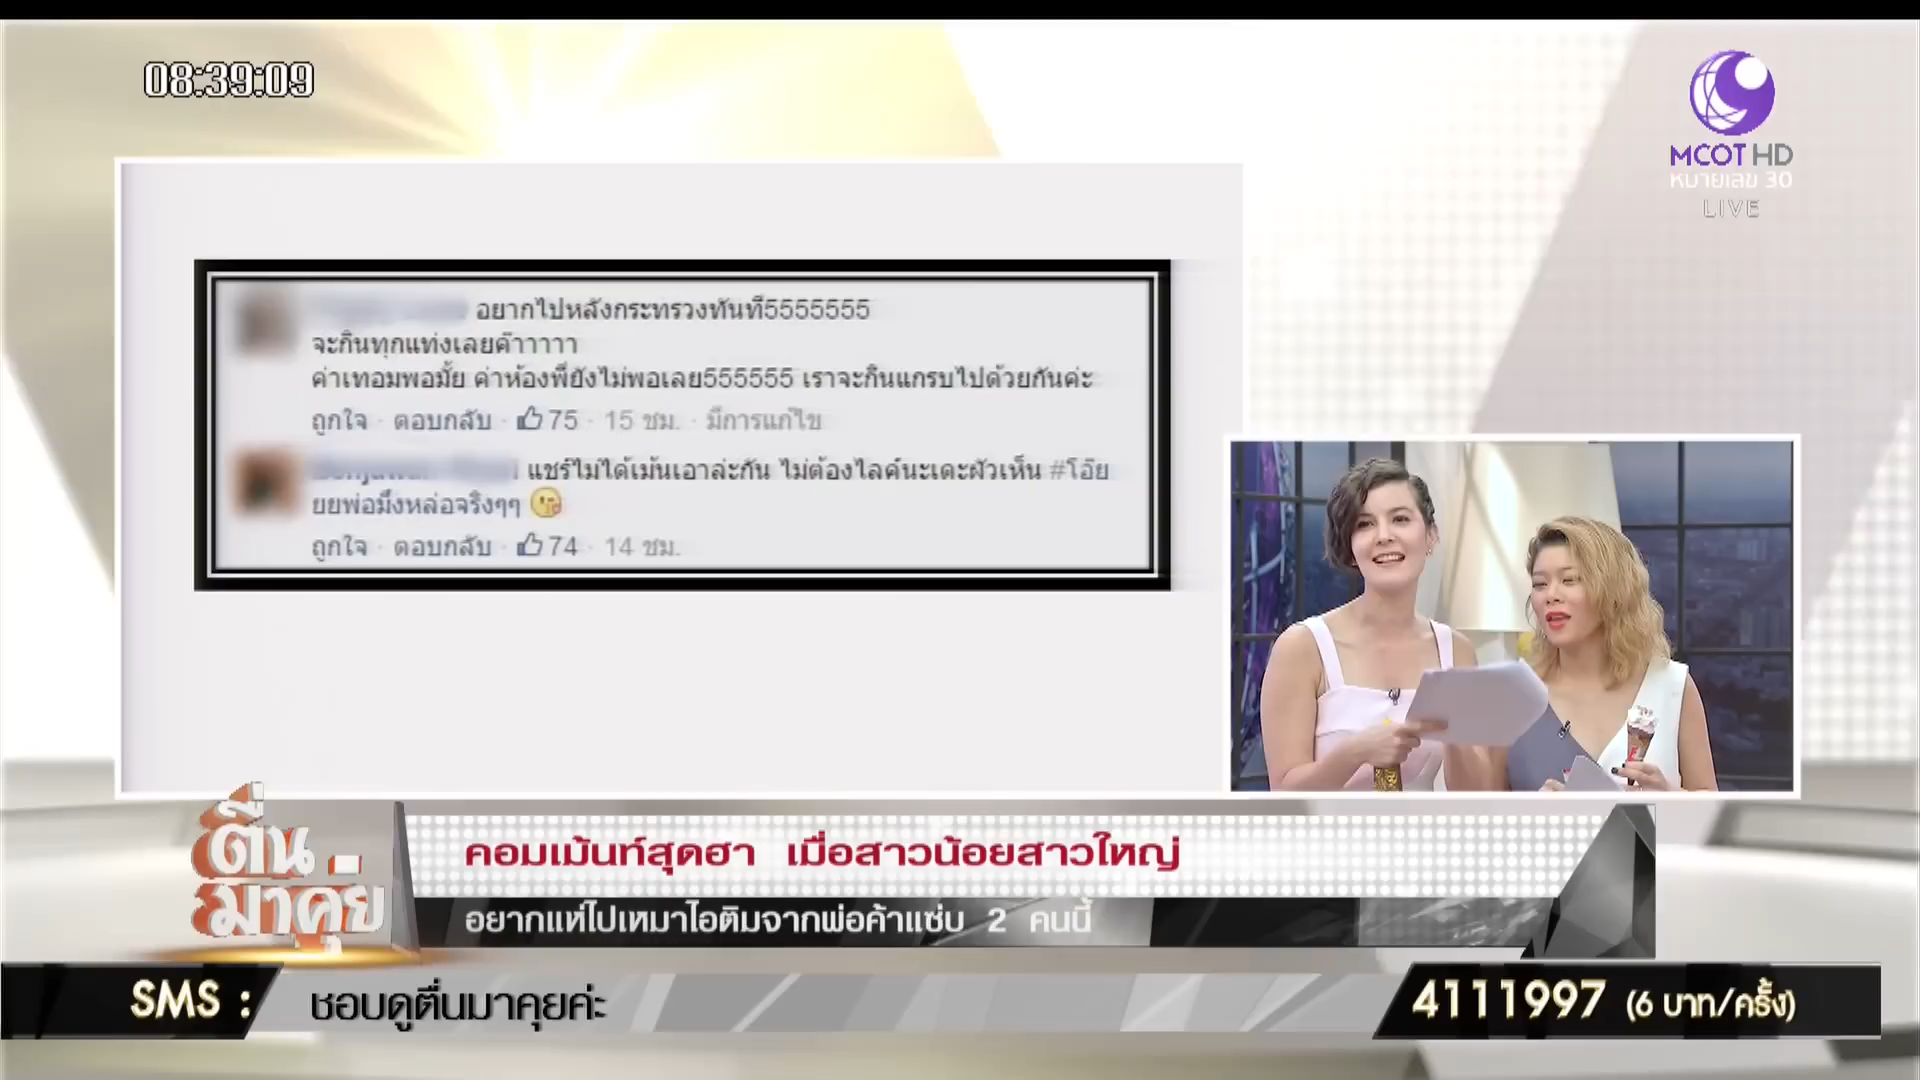 08:39:09
MCOT HD
หมายเลข 30
LIVE
อยากไปหลังกระทรวงทันที5555555
จะกินทุกแท่งเลยค๊าาาาา
ค่าเทอมพอมั้ย ค่าห้องพี่ยังไม่พอเลย555555 เราจะกินแกรบไปด้วยกันค่ะ
ถูกใจ · ตอบกลับ · 75 · 15 ชม. · มีการแก้ไข
แชร์ไม่ได้เม้นเอาล่ะกัน ไม่ต้องไลค์นะเดะผัวเห็น #โอ๊ย
ยยพ่อมึงหล่อจริงๆๆ
ถูกใจ · ตอบกลับ · 74 · 14 ชม.
ตื่น
มาคุย
คอมเม้นท์สุดฮา เมื่อสาวน้อยสาวใหญ่
อยากแห่ไปเหมาไอติมจากพ่อค้าแซ่บ 2 คนนี้
SMS : ชอบดูตื่นมาคุยค่ะ 4111997 (6 บาท/ครั้ง)